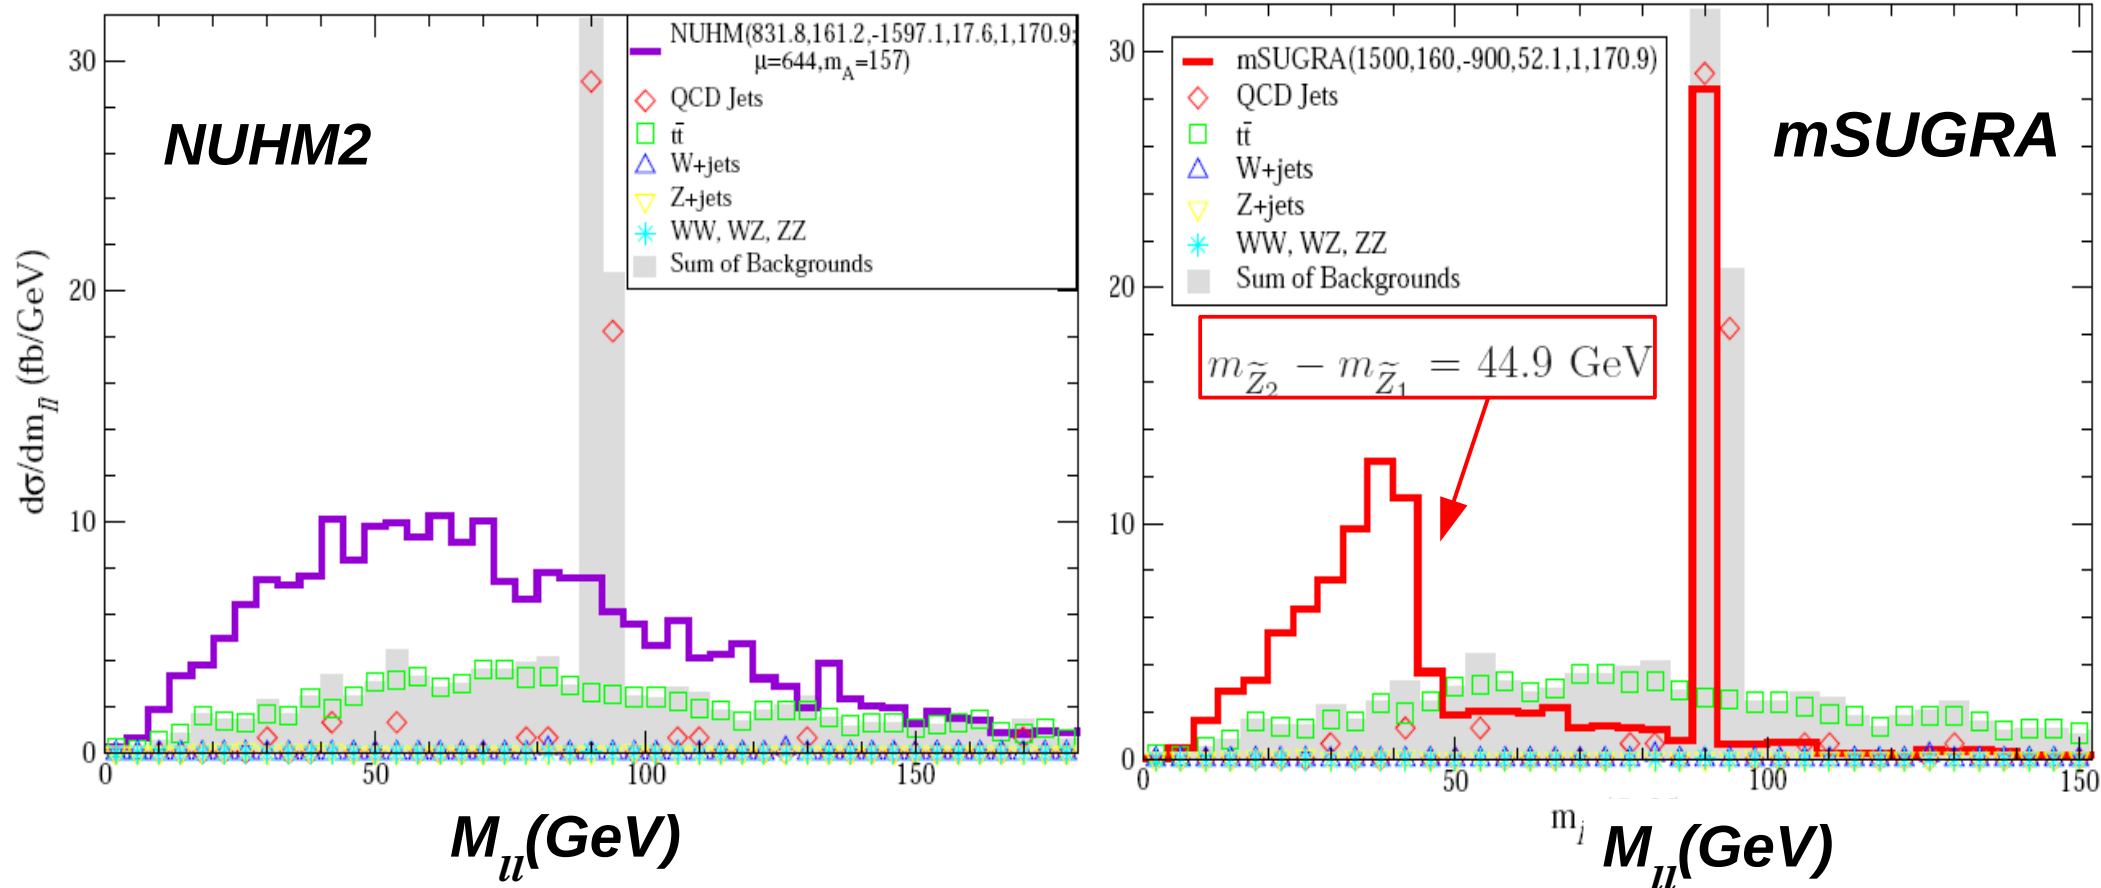 NUHM2
NUHM(831.8,161.2,-1597.1,17.6,1,170.9;
μ=644,m_A=157)
QCD Jets
tt̄
W+jets
Z+jets
WW, WZ, ZZ
Sum of Backgrounds
dσ/dm_ll (fb/GeV)
30
20
10
0
0 50 100 150
M_ll(GeV)
mSUGRA
mSUGRA(1500,160,-900,52.1,1,170.9)
QCD Jets
tt̄
W+jets
Z+jets
WW, WZ, ZZ
Sum of Backgrounds
m_Z̃₂ − m_Z̃₁ = 44.9 GeV
30
20
10
0
0 50 100 150
m
M_ll(GeV)